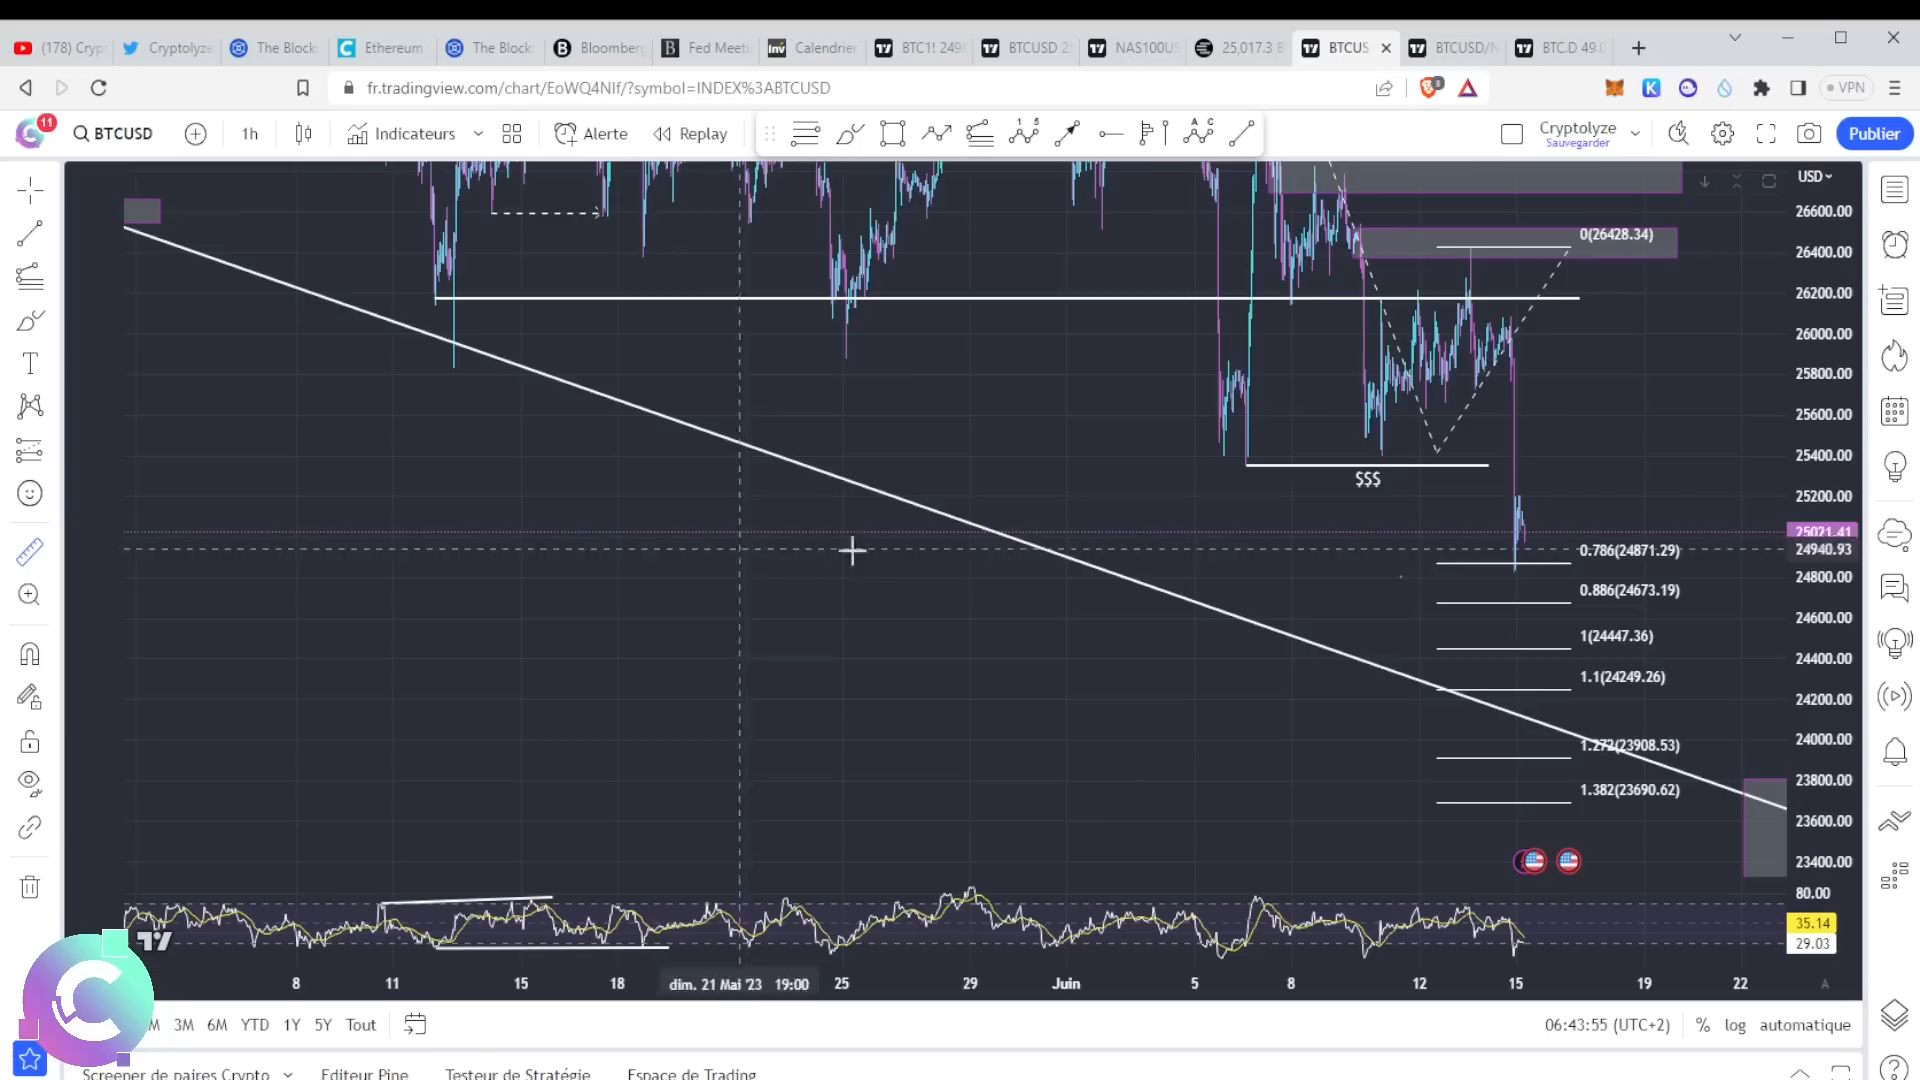 (178) Cryp
Cryptolyze
The Block
Ethereum
The Block
Bloomberg
Fed Meeti
Calendrier
BTC1! 249
BTCUSD 2
NAS100US
25,017.3 B
BTCUS
BTCUSD/N
BTC.D 49.0
fr.tradingview.com/chart/EoWQ4NIf/?symbol=INDEX%3ABTCUSD
3
VPN
11
BTCUSD
1h
Indicateurs
Alerte
Replay
1 5
A C
Cryptolyze
Sauvegarder
Publier
USD
26600.00
0(26428.34)
26400.00
26200.00
26000.00
25800.00
25600.00
25400.00
$$$
25200.00
25021.41
24940.93
0.786(24871.29)
24800.00
0.886(24673.19)
24600.00
1(24447.36)
24400.00
1.1(24249.26)
24200.00
24000.00
1.272(23908.53)
23800.00
1.382(23690.62)
23600.00
23400.00
80.00
35.14
29.03
8
11
15
18
dim. 21 Mai '23 19:00
25
29
Juin
5
8
12
15
19
22
A
M
3M
6M
YTD
1Y
5Y
Tout
06:43:55 (UTC+2)
%
log
automatique
Screener de paires Crypto
Editeur Pine
Testeur de Stratégie
Espace de Trading